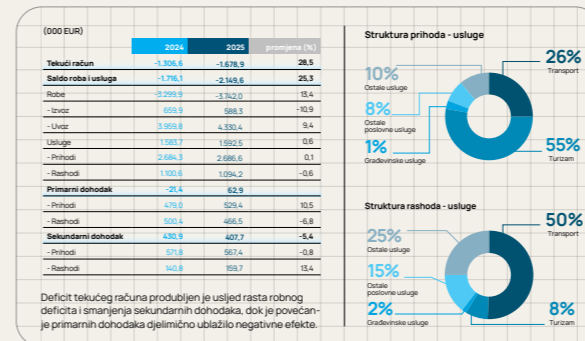 (000 EUR)
2024 2025 promjena (%)
Tekući račun -1.306,6 -1.678,9 28,5
Saldo roba i usluga -1.716,1 -2.149,6 25,3
Robe -3.299,9 -3.742,0 13,4
- Izvoz 659,9 588,3 -10,9
- Uvoz 3.959,8 4.330,4 9,4
Usluge 1.583,7 1.592,5 0,6
- Prihodi 2.684,3 2.686,6 0,1
- Rashodi 1.100,6 1.094,2 -0,6
Primarni dohodak -21,4 62,9
- Prihodi 479,0 529,4 10,5
- Rashodi 500,4 466,5 -6,8
Sekundarni dohodak 430,9 407,7 -5,4
- Prihodi 571,8 567,4 -0,8
- Rashodi 140,8 159,7 13,4
Deficit tekućeg računa produbljen je usljed rasta robnog
deficita i smanjenja sekundarnih dohodaka, dok je povećan-
je primarnih dohodaka djelimično ublažilo negativne efekte.
Struktura prihoda - usluge
26%
Transport
10%
Ostale usluge
8%
Ostale
poslovne usluge
1%
Građevinske usluge
55%
Turizam
Struktura rashoda - usluge
50%
Transport
25%
Ostale usluge
15%
Ostale
poslovne usluge
2%
Građevinske usluge
8%
Turizam